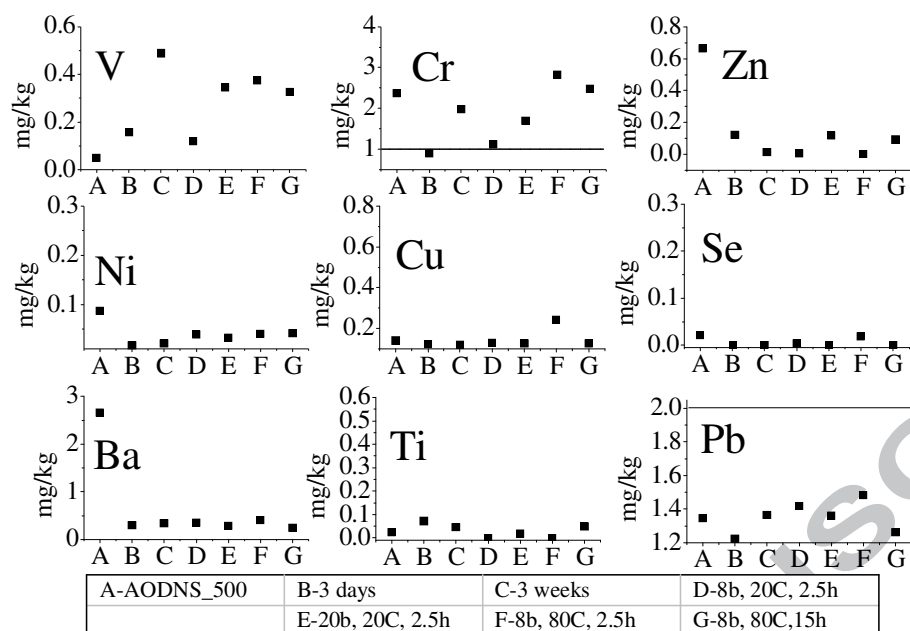 0.6
0.4
0.2
0.0
mg/kg
V
A B C D E F G
4
3
2
1
mg/kg
Cr
A B C D E F G
0.8
0.6
0.4
0.2
0.0
mg/kg
Zn
A B C D E F G
0.3
0.2
0.1
mg/kg
Ni
A B C D E F G
0.8
0.6
0.4
0.2
mg/kg
Cu
A B C D E F G
0.3
0.2
0.1
0.0
mg/kg
Se
A B C D E F G
3
2
1
0
mg/kg
Ba
A B C D E F G
0.6
0.5
0.4
0.3
0.2
0.1
0.0
mg/kg
Ti
A B C D E F G
2.0
1.8
1.6
1.4
1.2
mg/kg
Pb
A B C D E F G
A-AODNS_500 B-3 days C-3 weeks D-8b, 20C, 2.5h
E-20b, 20C, 2.5h F-8b, 80C, 2.5h G-8b, 80C,15h